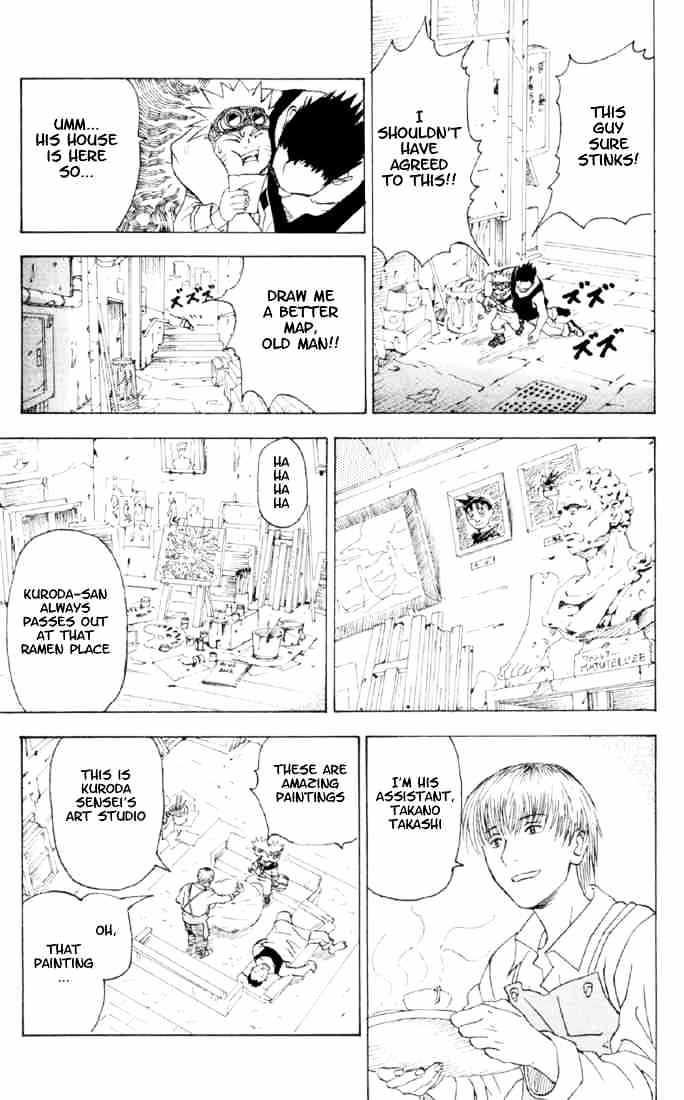 THIS
GUY
SURE
STINKS!
I
SHOULDN'T
HAVE
AGREED
TO THIS!!
ズズ
ズズ
UMM...
HIS HOUSE
IS HERE
SO...
DRAW ME
A BETTER
MAP,
OLD MAN!!
ズズズ
HA
HA
HA
HA
KURODA-SAN
ALWAYS
PASSES OUT
AT THAT
RAMEN PLACE
I'M HIS
ASSISTANT,
TAKANO
TAKASHI
THESE ARE
AMAZING
PAINTINGS
THIS IS
KURODA
SENSEI'S
ART STUDIO
OH,
THAT
PAINTING
...